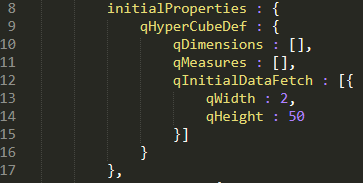 8 initialProperties : {
9 qHyperCubeDef : {
10 qDimensions : [],
11 qMeasures : [],
12 qInitialDataFetch : [{
13 qWidth : 2,
14 qHeight : 50
15 }]
16 }
17 },